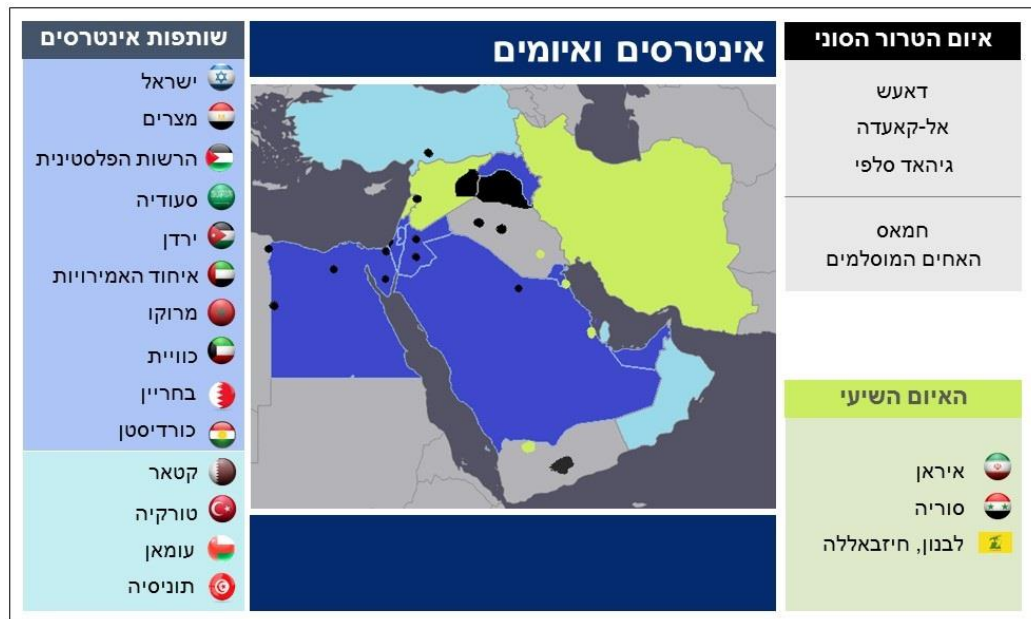 אינטרסים ואיומים
איום הטרור הסוני
דאעש
אל-קאעדה
גיהאד סלפי
חמאס
האחים המוסלמים
האיום השיעי
איראן
סוריה
לבנון, חיזבאללה
שותפות אינטרסים
ישראל
מצרים
הרשות הפלסטינית
סעודיה
ירדן
איחוד האמירויות
מרוקו
כוויית
בחריין
כורדיסטן
קטאר
טורקיה
עומאן
תוניסיה